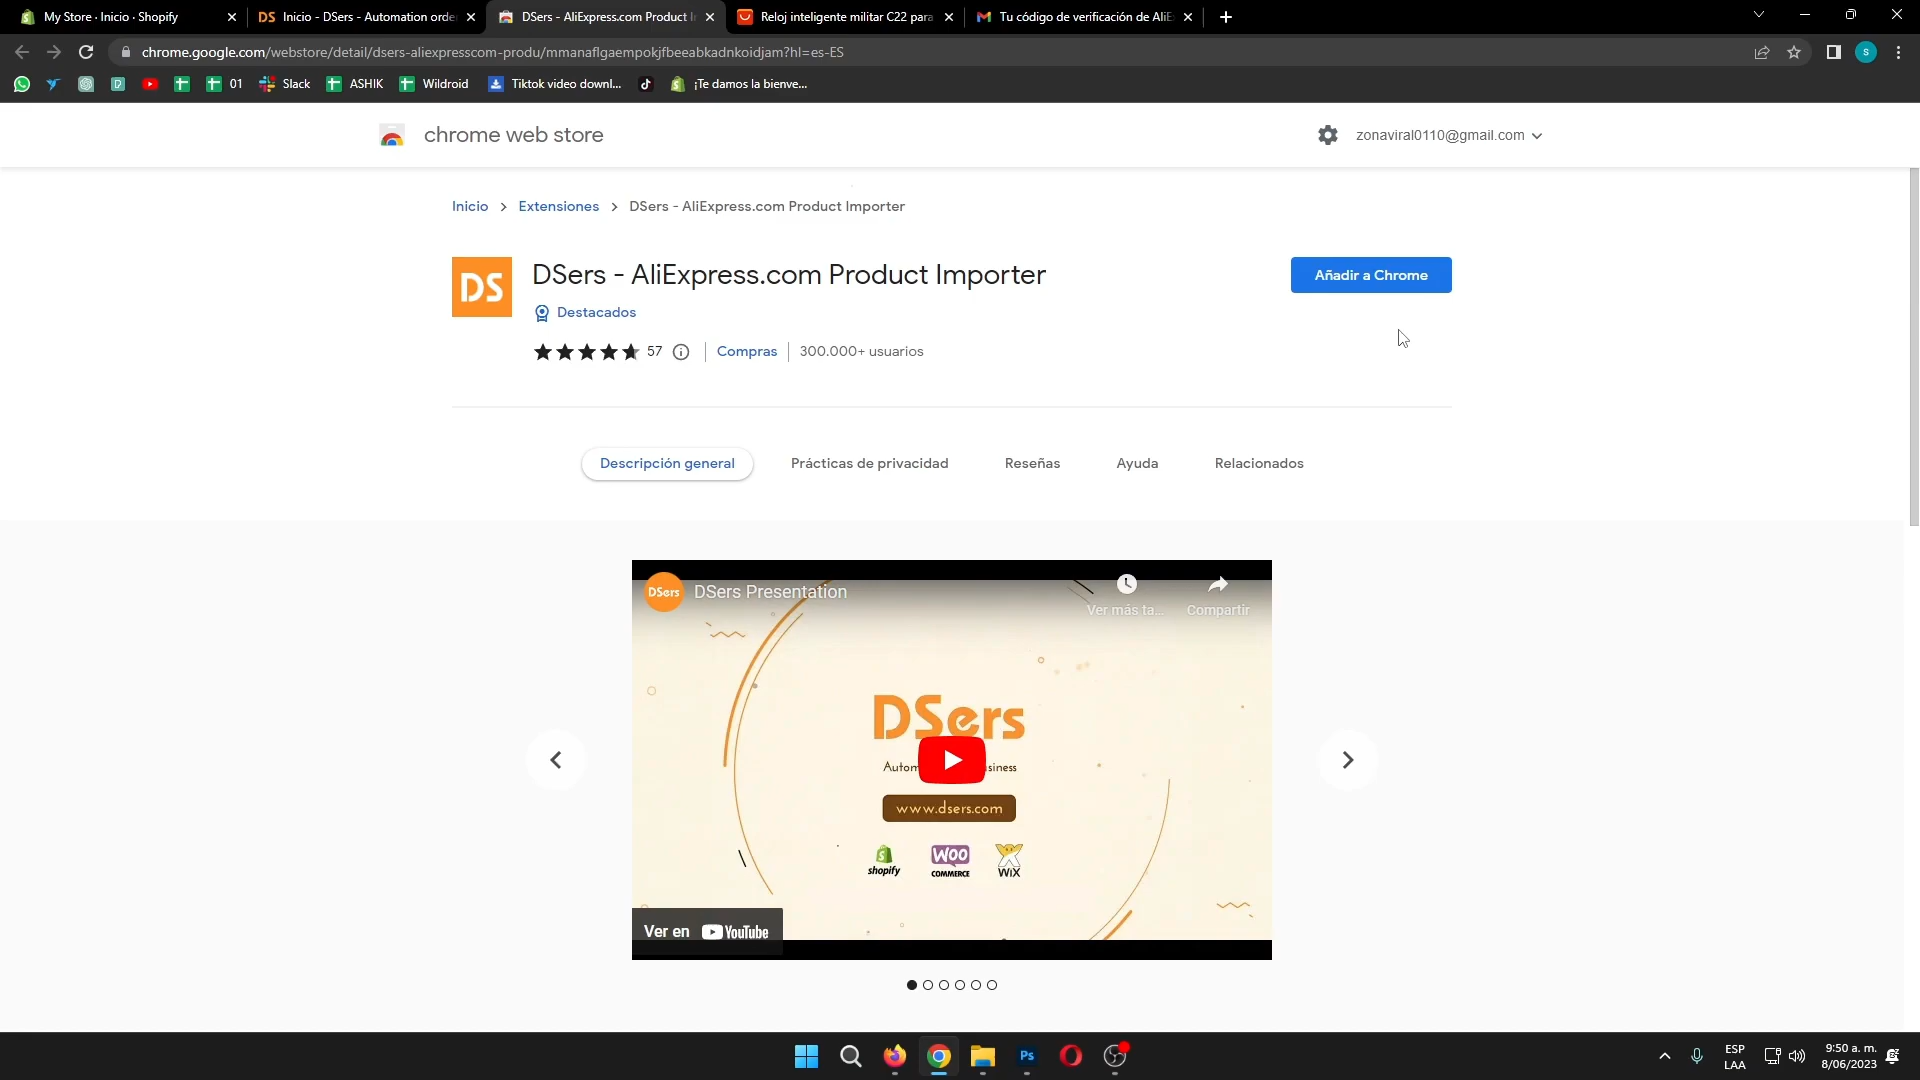 My Store · Inicio · Shopify
Inicio - DSers - Automation order
DSers - AliExpress.com Product I
Reloj inteligente militar C22 para
Tu código de verificación de AliE
chrome.google.com/webstore/detail/dsers-aliexpresscom-produ/mmanaflgaempokjfbeeabkadnkoidjam?hl=es-ES
S
01
Slack
ASHIK
Wildroid
Tiktok video downl...
¡Te damos la bienve...
chrome web store
zonaviral0110@gmail.com
Inicio > Extensiones > DSers - AliExpress.com Product Importer
DS
DSers - AliExpress.com Product Importer
Añadir a Chrome
Destacados
57
Compras
300.000+ usuarios
Descripción general
Prácticas de privacidad
Reseñas
Ayuda
Relacionados
DSers
DSers Presentation
Ver más ta...
Compartir
DSers
www.dsers.com
shopify
WOO
COMMERCE
WiX
Ver en YouTube
Ps
ESP
LAA
9:50 a. m.
8/06/2023